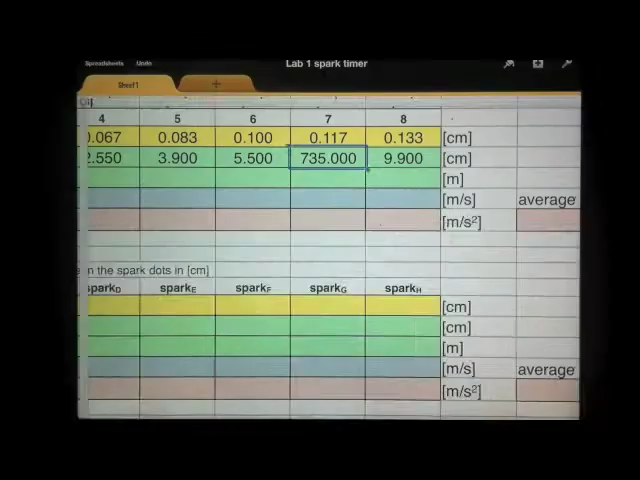 Spreadsheets Undo Lab 1 spark timer
Sheet1 +
4 5 6 7 8
0.067 0.083 0.100 0.117 0.133 [cm]
2.550 3.900 5.500 735.000 9.900 [cm]
[m]
[m/s] average
[m/s²]
n the spark dots in [cm]
sparkD sparkE sparkF sparkG sparkH
[cm]
[cm]
[m]
[m/s] average
[m/s²]